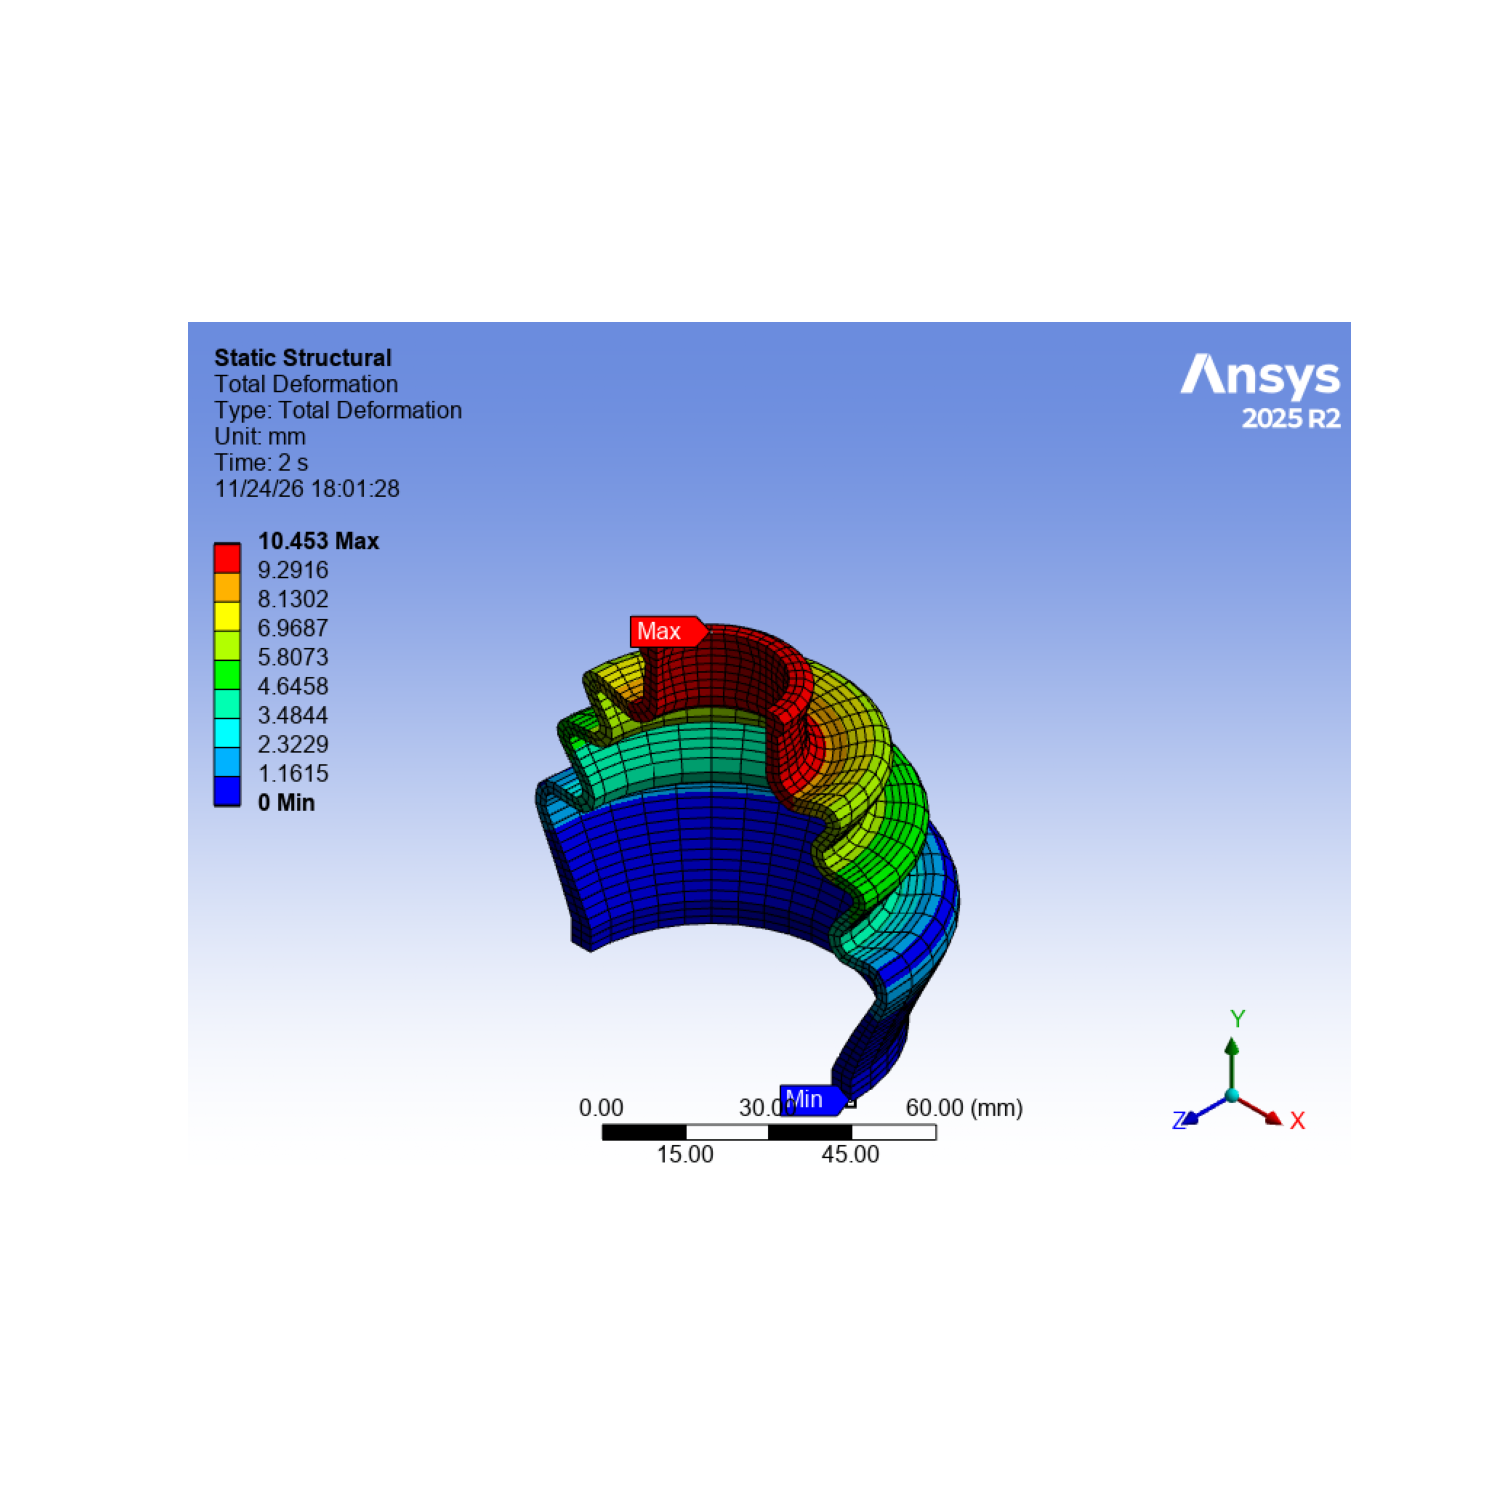 Static Structural
Total Deformation
Type: Total Deformation
Unit: mm
Time: 2 s
11/24/26 18:01:28
Ansys
2025 R2
10.453 Max
9.2916
8.1302
6.9687
5.8073
4.6458
3.4844
2.3229
1.1615
0 Min
Max
Min
0.00 30.00 60.00 (mm)
15.00 45.00
Y
Z
X